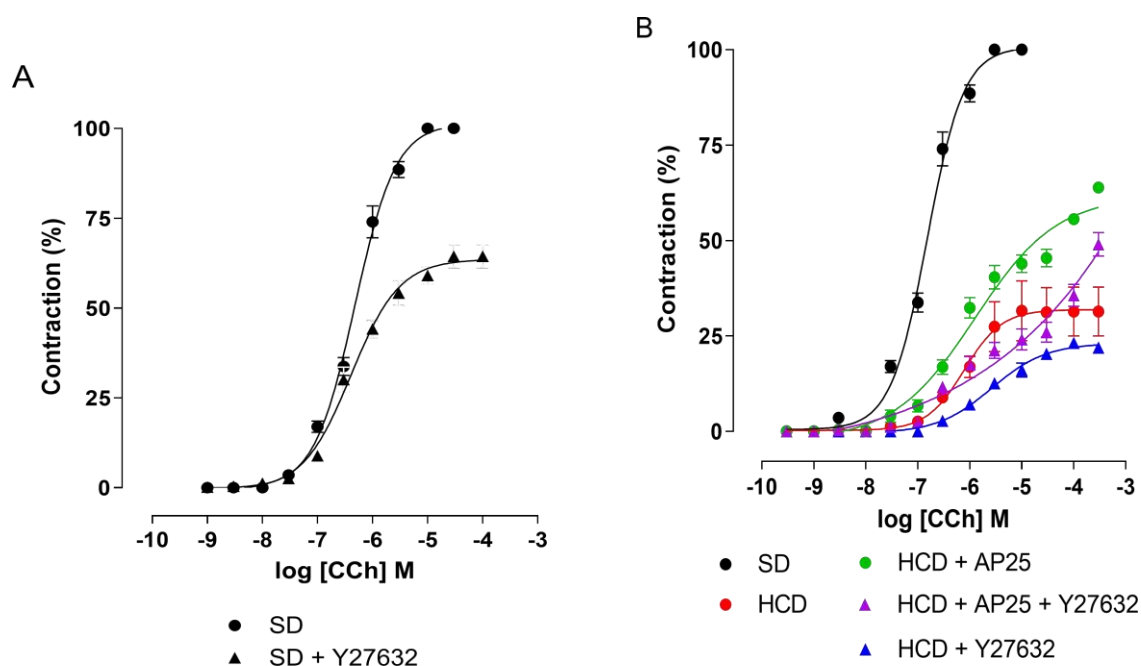 A
Contraction (%)
100
75
50
25
0
-10 -9 -8 -7 -6 -5 -4 -3
log [CCh] M
SD
SD + Y27632
B
Contraction (%)
100
75
50
25
0
-10 -9 -8 -7 -6 -5 -4 -3
log [CCh] M
SD
HCD
HCD + AP25
HCD + AP25 + Y27632
HCD + Y27632